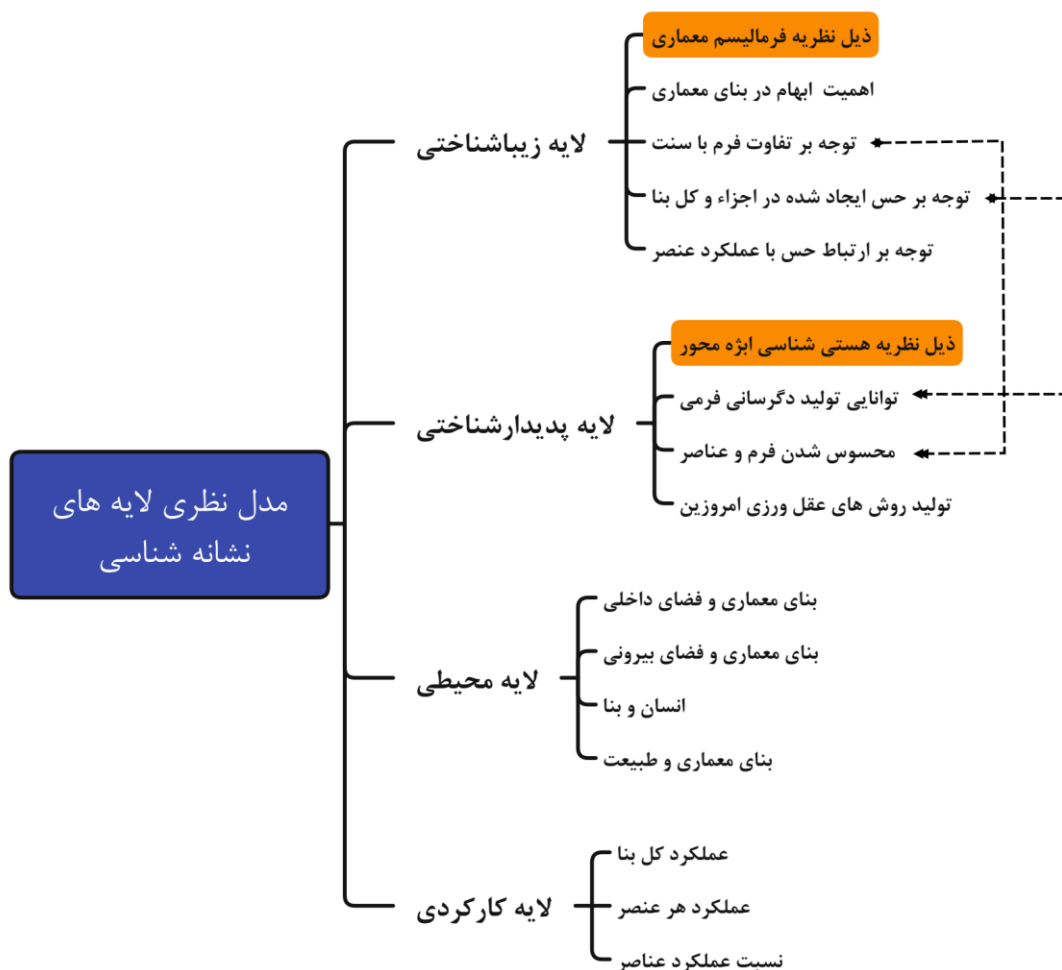 مدل نظری لایه های
نشانه شناسی
لایه زیباشناختی
ذیل نظریه فرمالیسم معماری
اهمیت ابهام در بنای معماری
توجه بر تفاوت فرم با سنت
توجه بر حس ایجاد شده در اجزاء و کل بنا
توجه بر ارتباط حس با عملکرد عنصر
لایه پدیدارشناختی
ذیل نظریه هستی شناسی ابژه محور
توانایی تولید دگرسانی فرمی
محسوس شدن فرم و عناصر
تولید روش های عقل ورزی امروزین
لایه محیطی
بنای معماری و فضای داخلی
بنای معماری و فضای بیرونی
انسان و بنا
بنای معماری و طبیعت
لایه کارکردی
عملکرد کل بنا
عملکرد هر عنصر
نسبت عملکرد عناصر